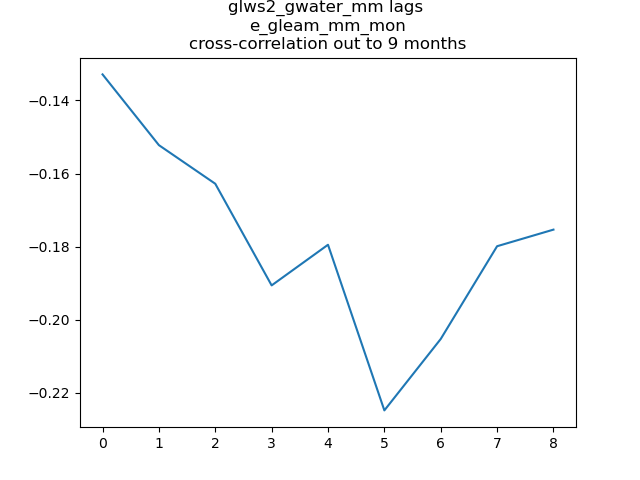 glws2_gwater_mm lags
e_gleam_mm_mon
cross-correlation out to 9 months
−0.14
−0.16
−0.18
−0.20
−0.22
0 1 2 3 4 5 6 7 8